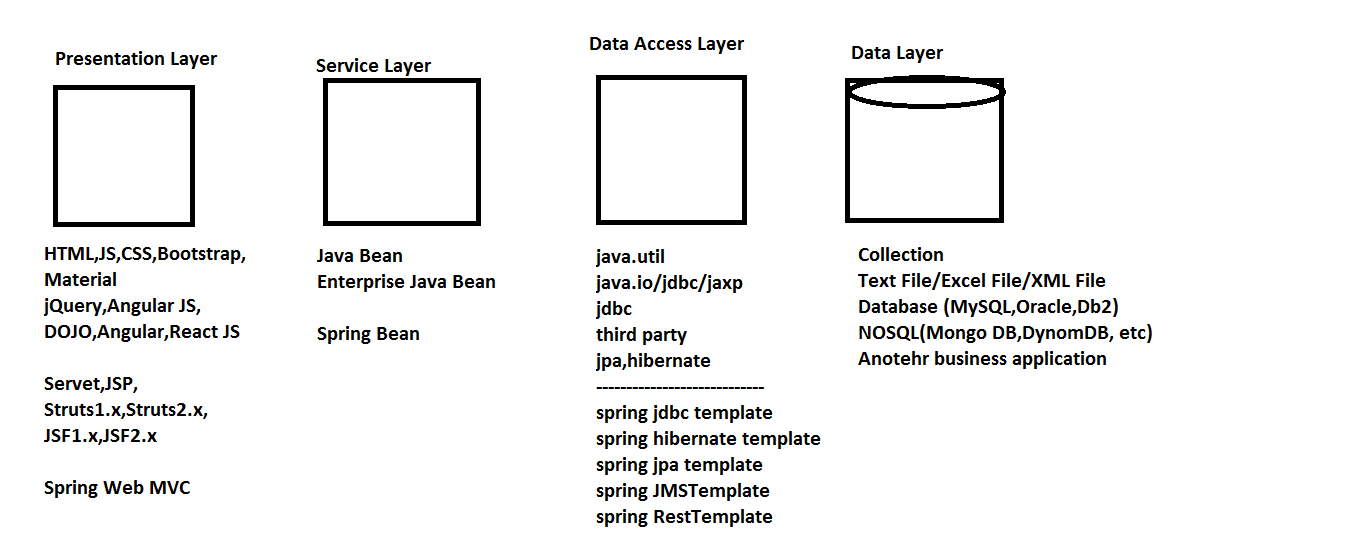 Presentation Layer
HTML,JS,CSS,Bootstrap,
Material
jQuery,Angular JS,
DOJO,Angular,React JS
Servet,JSP,
Struts1.x,Struts2.x,
JSF1.x,JSF2.x
Spring Web MVC
Service Layer
Java Bean
Enterprise Java Bean
Spring Bean
Data Access Layer
java.util
java.io/jdbc/jaxp
jdbc
third party
jpa,hibernate
----------------------------
spring jdbc template
spring hibernate template
spring jpa template
spring JMSTemplate
spring RestTemplate
Data Layer
Collection
Text File/Excel File/XML File
Database (MySQL,Oracle,Db2)
NOSQL(Mongo DB,DynomDB, etc)
Anotehr business application